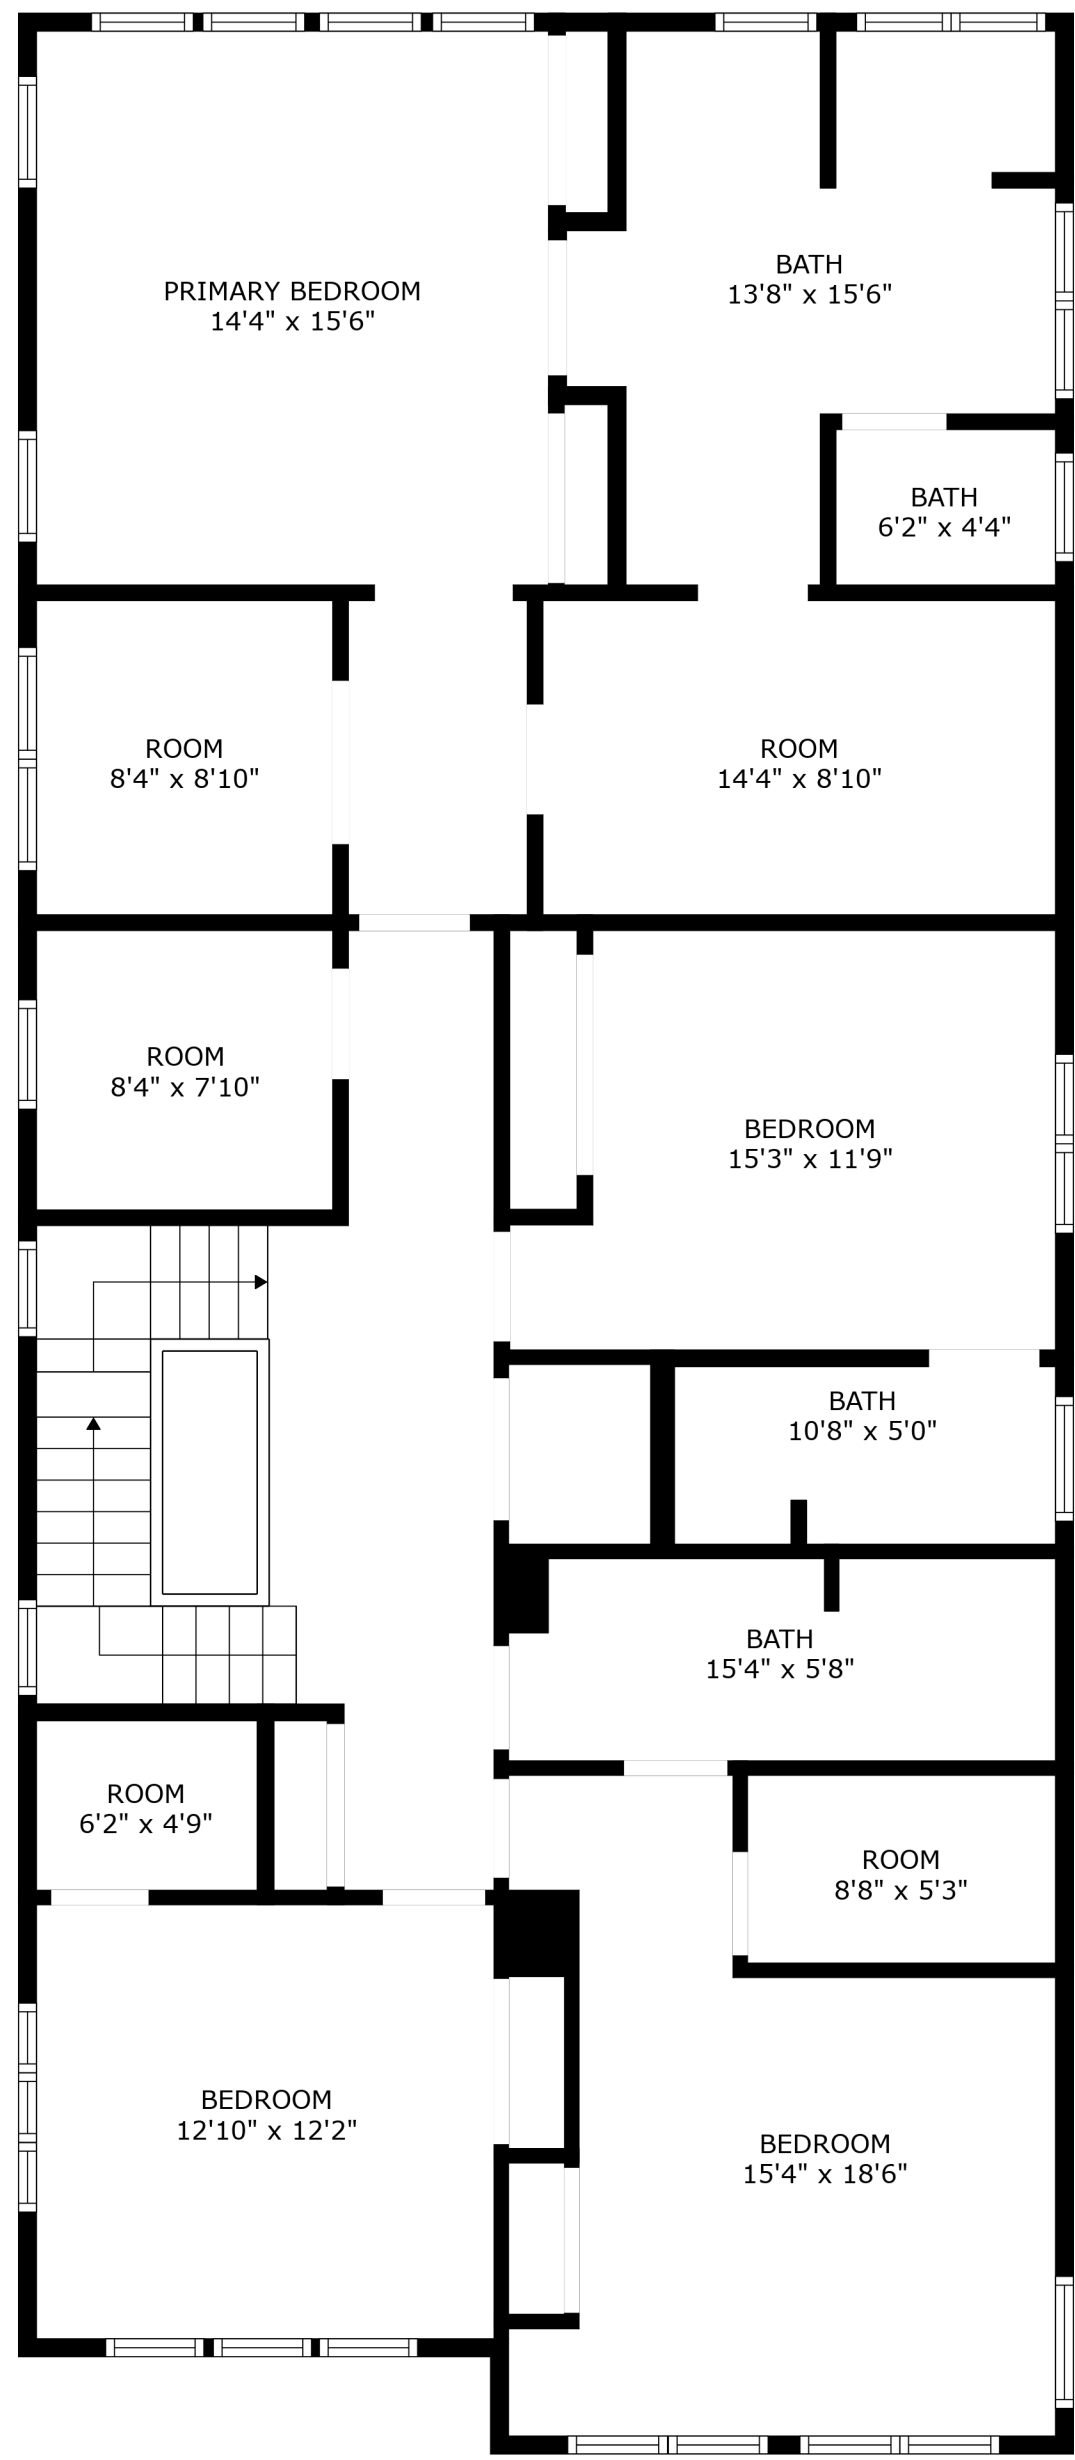 PRIMARY BEDROOM
14'4" x 15'6"
BATH
13'8" x 15'6"
BATH
6'2" x 4'4"
ROOM
8'4" x 8'10"
ROOM
14'4" x 8'10"
ROOM
8'4" x 7'10"
BEDROOM
15'3" x 11'9"
BATH
10'8" x 5'0"
BATH
15'4" x 5'8"
ROOM
6'2" x 4'9"
ROOM
8'8" x 5'3"
BEDROOM
12'10" x 12'2"
BEDROOM
15'4" x 18'6"